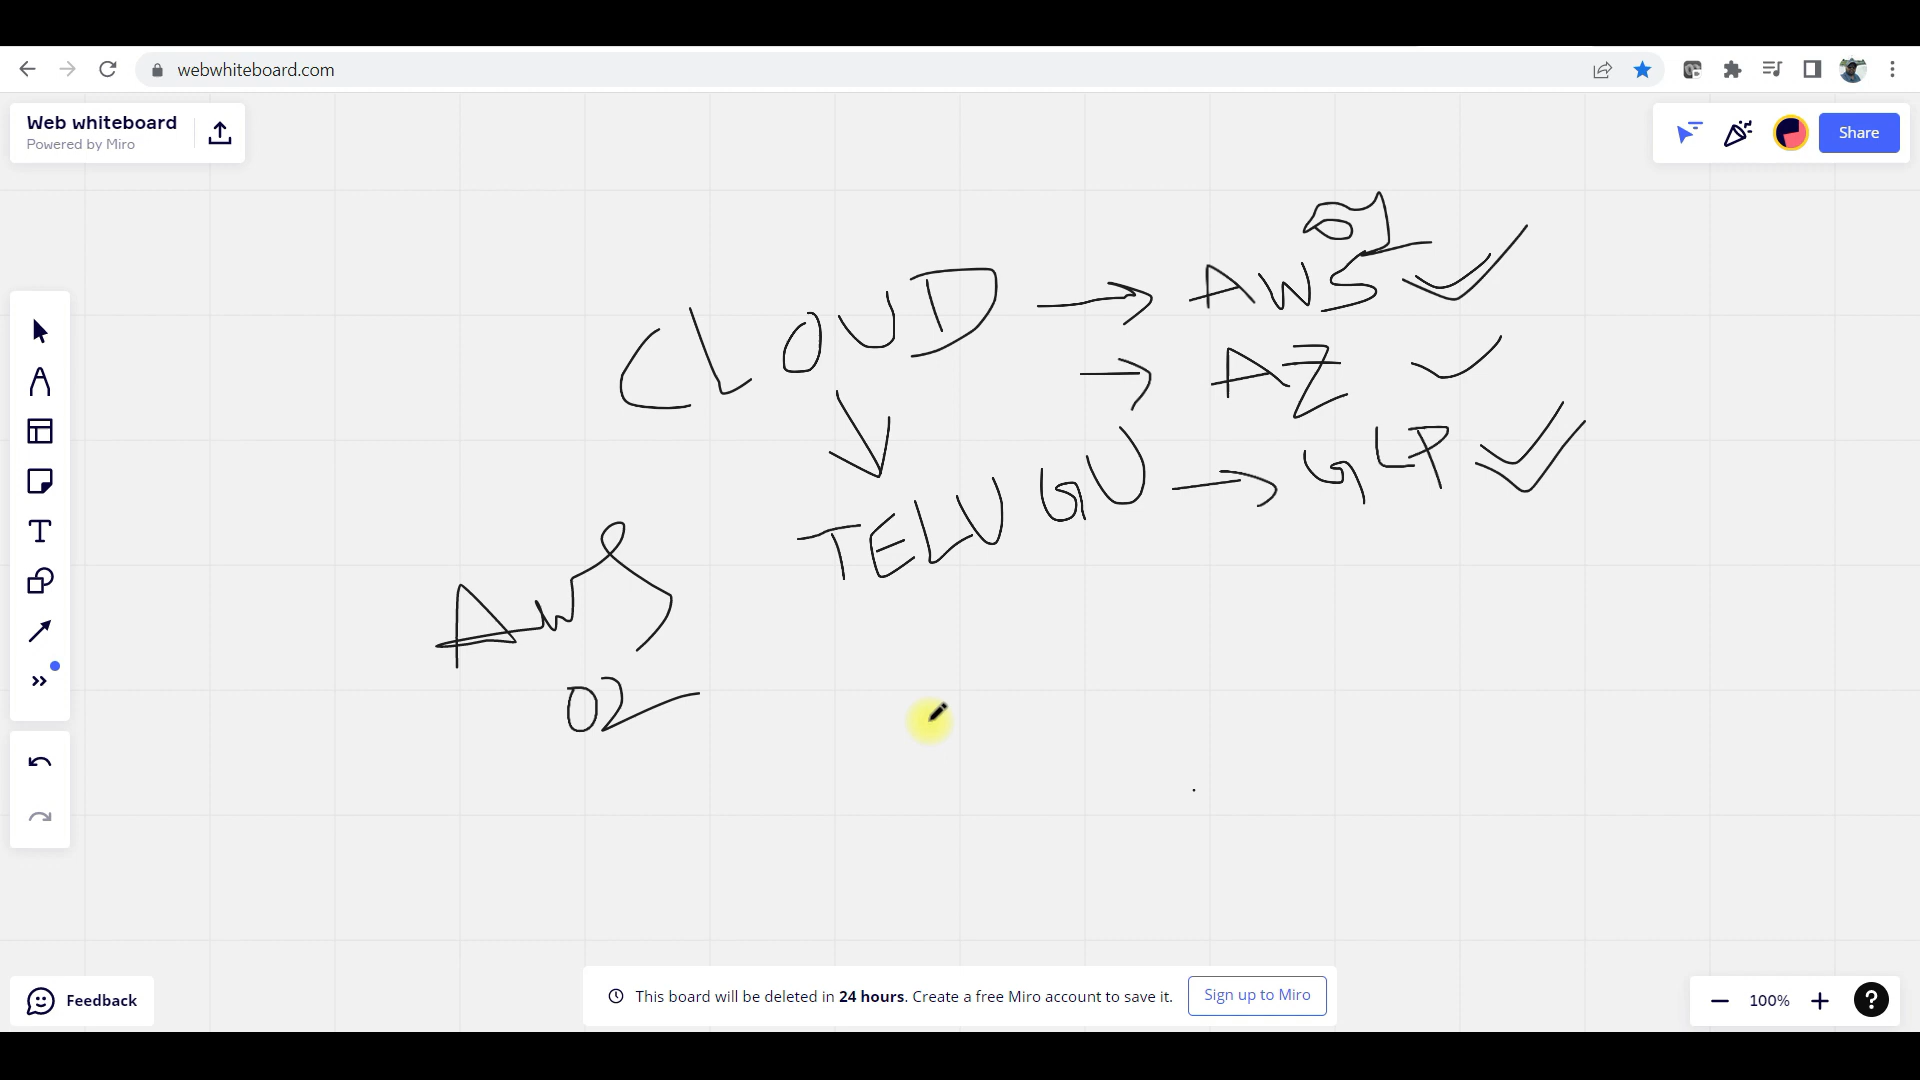 webwhiteboard.com
Web whiteboard
Powered by Miro
Share
01
CLOUD → AWS
→ AZ
TELUGU → GCP
AWS
02
Feedback
This board will be deleted in 24 hours. Create a free Miro account to save it.
Sign up to Miro
100%